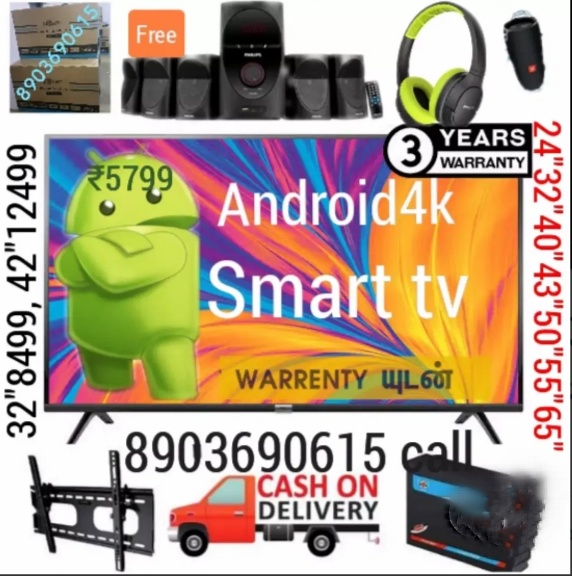 8903690615
Free
PHILIPS
3 YEARS
WARRANTY
₹5799
Android4k
Smart tv
WARRENTY யுடன்
32"8499, 42"12499
24"32"40"43"50"55"65"
8903690615 call
CASH ON
DELIVERY